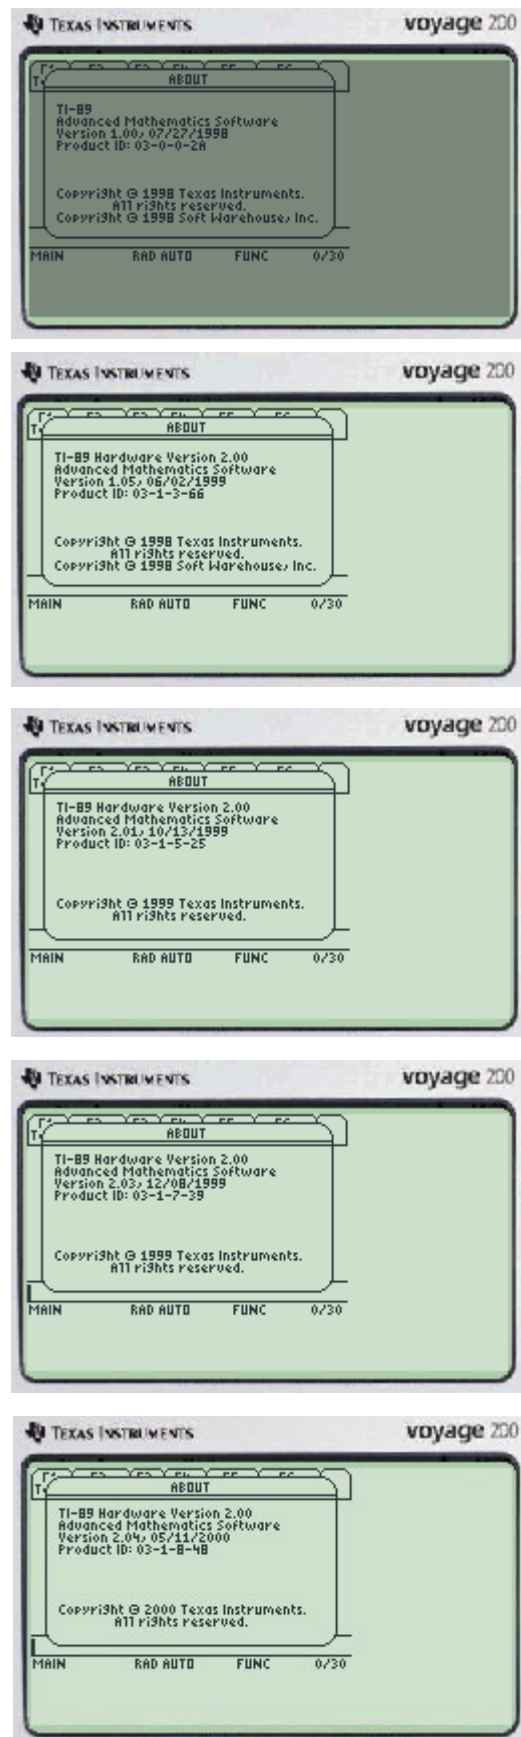 TEXAS INSTRUMENTS voyage 200
ABOUT
TI-89
Advanced Mathematics Software
Version 1.00, 07/27/1998
Product ID: 03-0-0-2A
Copyright © 1998 Texas Instruments.
All rights reserved.
Copyright © 1998 Soft Warehouse, Inc.
MAIN RAD AUTO FUNC 0/30
TEXAS INSTRUMENTS voyage 200
ABOUT
TI-89 Hardware Version 2.00
Advanced Mathematics Software
Version 1.05, 06/02/1999
Product ID: 03-1-3-66
Copyright © 1998 Texas Instruments.
All rights reserved.
Copyright © 1998 Soft Warehouse, Inc.
MAIN RAD AUTO FUNC 0/30
TEXAS INSTRUMENTS voyage 200
ABOUT
TI-89 Hardware Version 2.00
Advanced Mathematics Software
Version 2.01, 10/13/1999
Product ID: 03-1-5-25
Copyright © 1999 Texas Instruments.
All rights reserved.
MAIN RAD AUTO FUNC 0/30
TEXAS INSTRUMENTS voyage 200
ABOUT
TI-89 Hardware Version 2.00
Advanced Mathematics Software
Version 2.03, 12/08/1999
Product ID: 03-1-7-39
Copyright © 1999 Texas Instruments.
All rights reserved.
MAIN RAD AUTO FUNC 0/30
TEXAS INSTRUMENTS voyage 200
ABOUT
TI-89 Hardware Version 2.00
Advanced Mathematics Software
Version 2.04, 05/11/2000
Product ID: 03-1-8-48
Copyright © 2000 Texas Instruments.
All rights reserved.
MAIN RAD AUTO FUNC 0/30